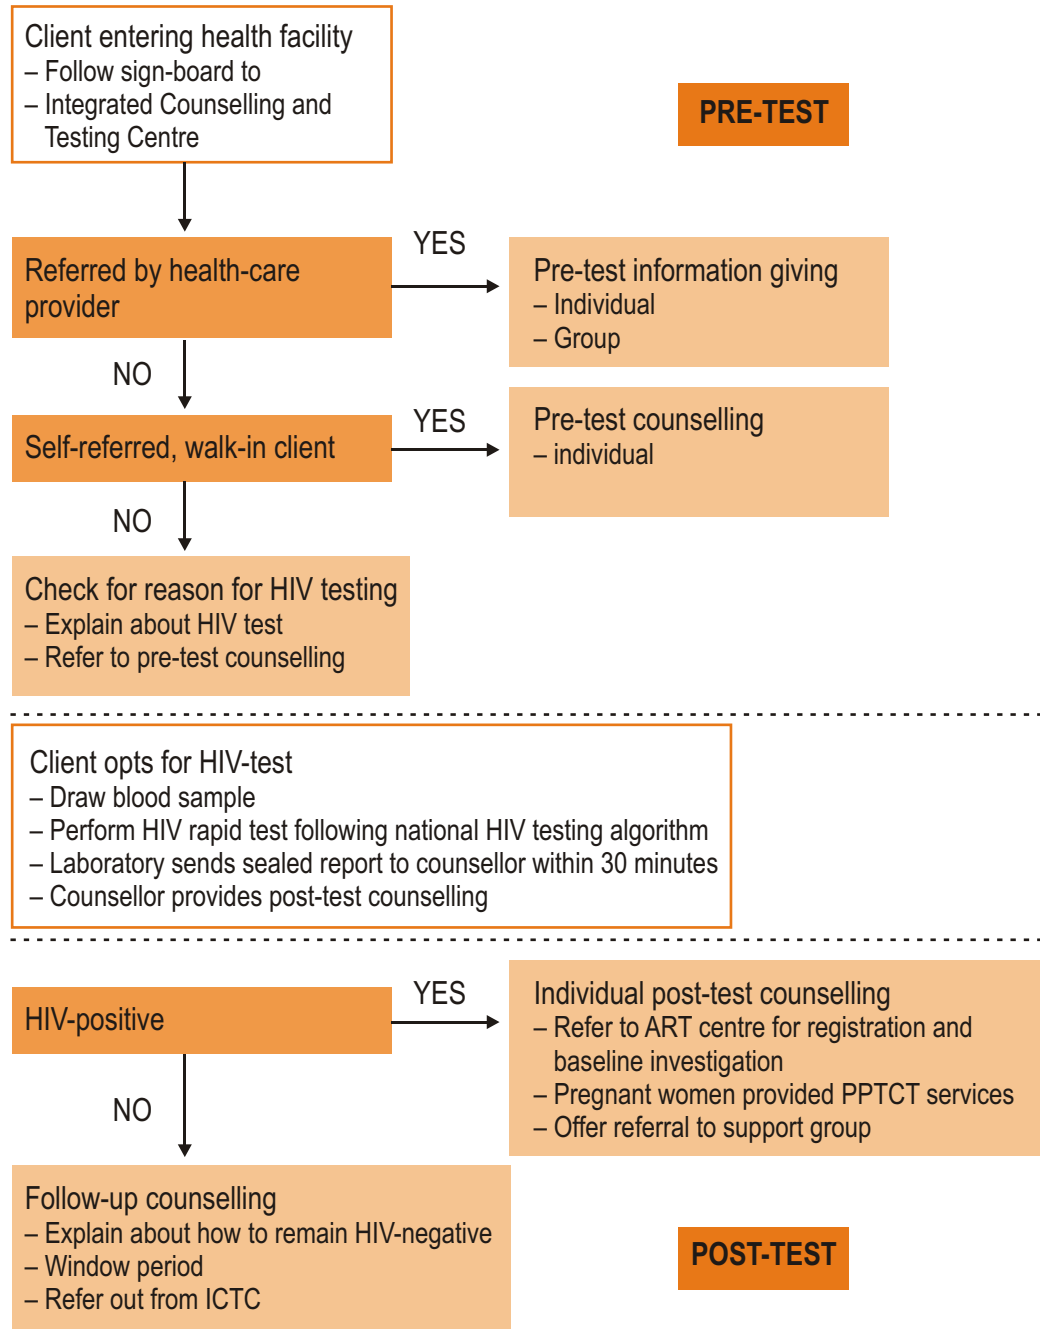 Client entering health facility
– Follow sign-board to
– Integrated Counselling and
Testing Centre
PRE-TEST
Referred by health-care
provider
YES
Pre-test information giving
– Individual
– Group
NO
Self-referred, walk-in client
YES
Pre-test counselling
– individual
NO
Check for reason for HIV testing
– Explain about HIV test
– Refer to pre-test counselling
Client opts for HIV-test
– Draw blood sample
– Perform HIV rapid test following national HIV testing algorithm
– Laboratory sends sealed report to counsellor within 30 minutes
– Counsellor provides post-test counselling
HIV-positive
YES
Individual post-test counselling
– Refer to ART centre for registration and
baseline investigation
– Pregnant women provided PPTCT services
– Offer referral to support group
NO
Follow-up counselling
– Explain about how to remain HIV-negative
– Window period
– Refer out from ICTC
POST-TEST